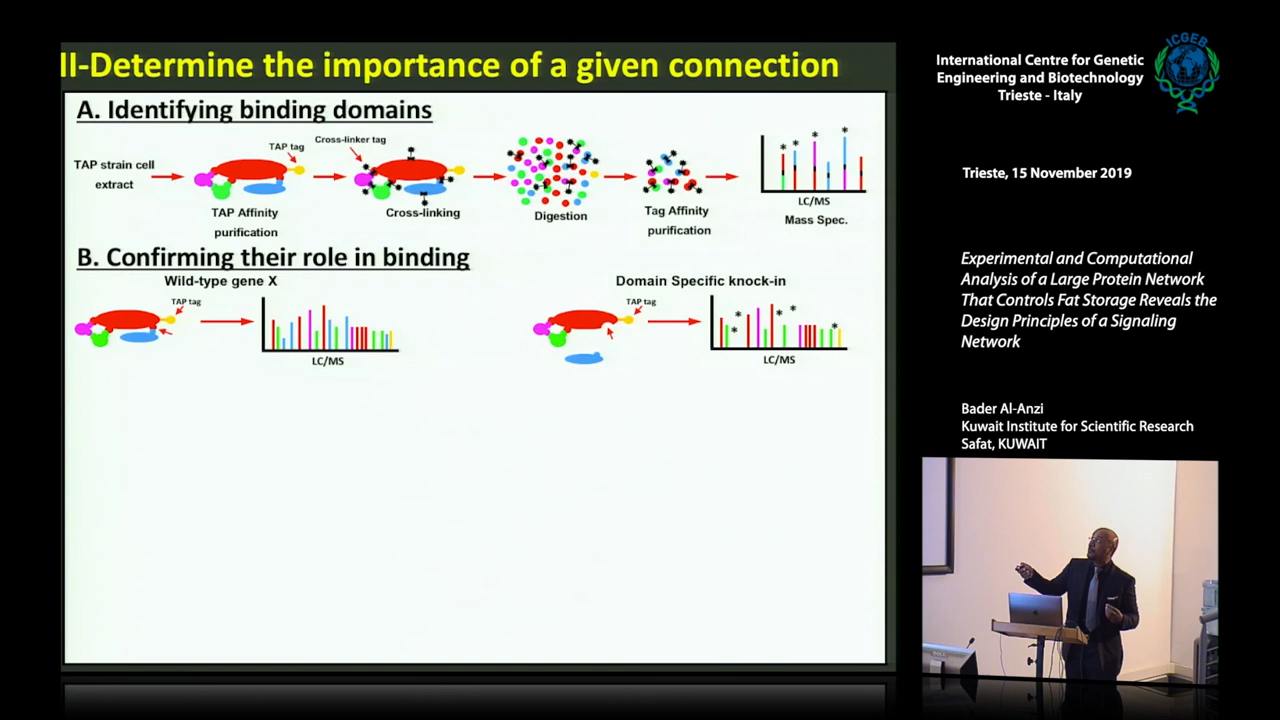 II-Determine the importance of a given connection
A. Identifying binding domains
TAP strain cell
extract
TAP tag
TAP Affinity
purification
Cross-linker tag
Cross-linking
Digestion
Tag Affinity
purification
* * * *
LC/MS
Mass Spec.
B. Confirming their role in binding
Wild-type gene X
TAP tag
LC/MS
Domain Specific knock-in
TAP tag
* * * * *
LC/MS
ICGEB
International Centre for Genetic
Engineering and Biotechnology
Trieste - Italy
Trieste, 15 November 2019
Experimental and Computational
Analysis of a Large Protein Network
That Controls Fat Storage Reveals the
Design Principles of a Signaling
Network
Bader Al-Anzi
Kuwait Institute for Scientific Research
Safat, KUWAIT
DELL